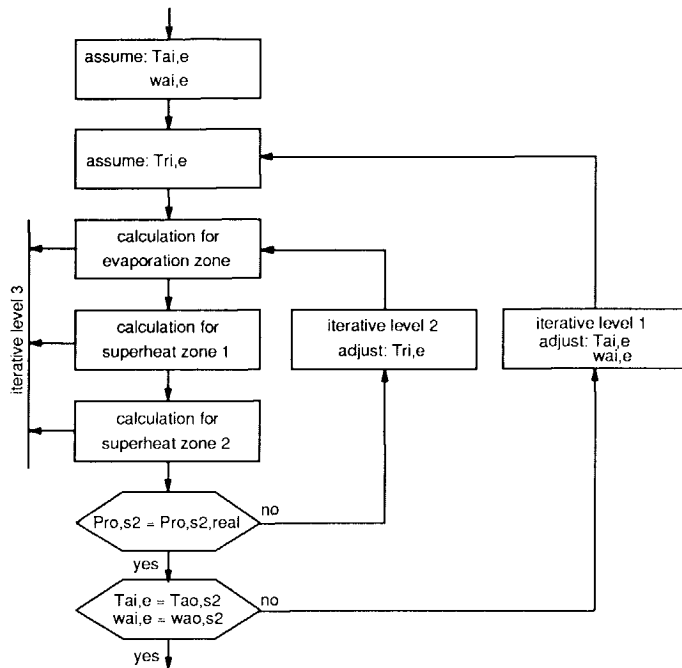 assume: Tai,e
wai,e
assume: Tri,e
calculation for
evaporation zone
iterative level 3
calculation for
superheat zone 1
iterative level 2
adjust: Tri,e
iterative level 1
adjust: Tai,e
wai,e
calculation for
superheat zone 2
Pro,s2 = Pro,s2,real
no
yes
Tai,e = Tao,s2
wai,e = wao,s2
no
yes